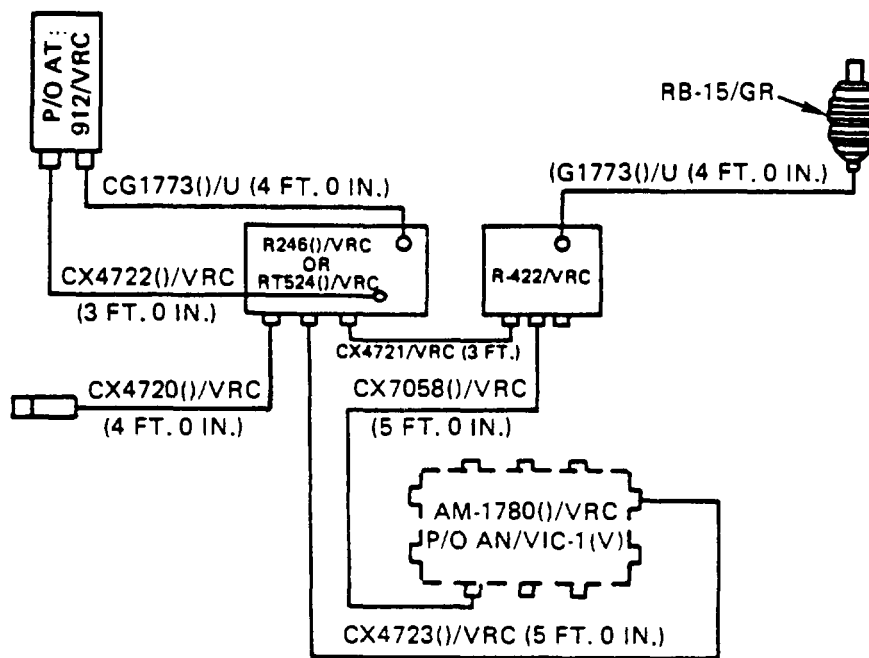 P/O AT:
912/VRC
RB-15/GR
CG1773()/U (4 FT. 0 IN.)
(G1773()/U (4 FT. 0 IN.)
R246()/VRC
OR
RT524()/VRC
R-422/VRC
CX4722()/VRC
(3 FT. 0 IN.)
CX4721/VRC (3 FT.)
CX4720()/VRC
(4 FT. 0 IN.)
CX7058()/VRC
(5 FT. 0 IN.)
AM-1780()/VRC
P/O AN/VIC-1(V)
CX4723()/VRC (5 FT. 0 IN.)